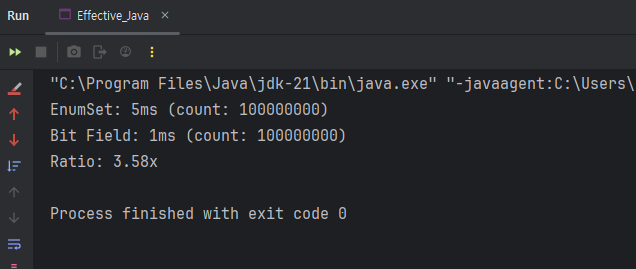 Run Effective_Java
"C:\Program Files\Java\jdk-21\bin\java.exe" "-javaagent:C:\Users\
EnumSet: 5ms (count: 100000000)
Bit Field: 1ms (count: 100000000)
Ratio: 3.58x
Process finished with exit code 0